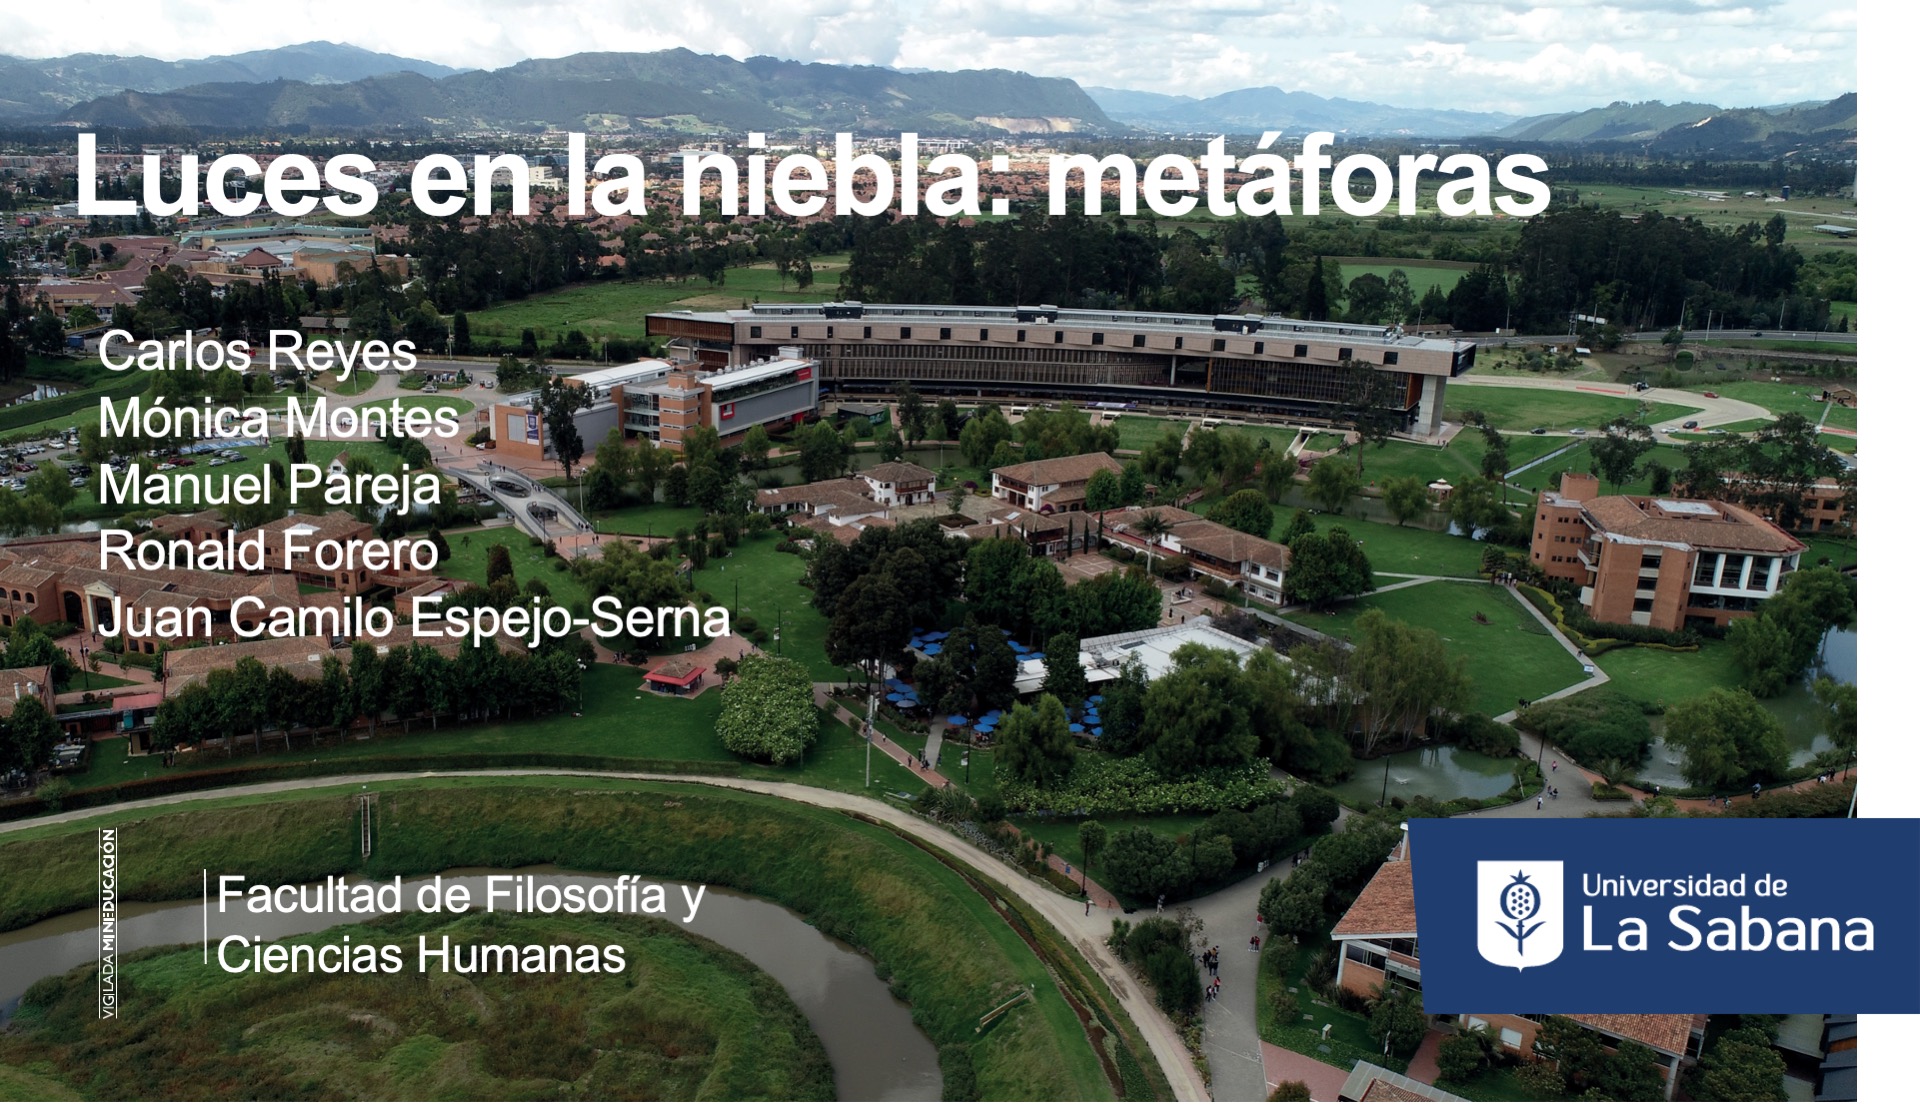 Luces en la niebla: metáforas
Carlos Reyes
Mónica Montes
Manuel Pareja
Ronald Forero
Juan Camilo Espejo-Serna
VIGILADA MINEDUCACIÓN
Facultad de Filosofía y
Ciencias Humanas
Universidad de
La Sabana